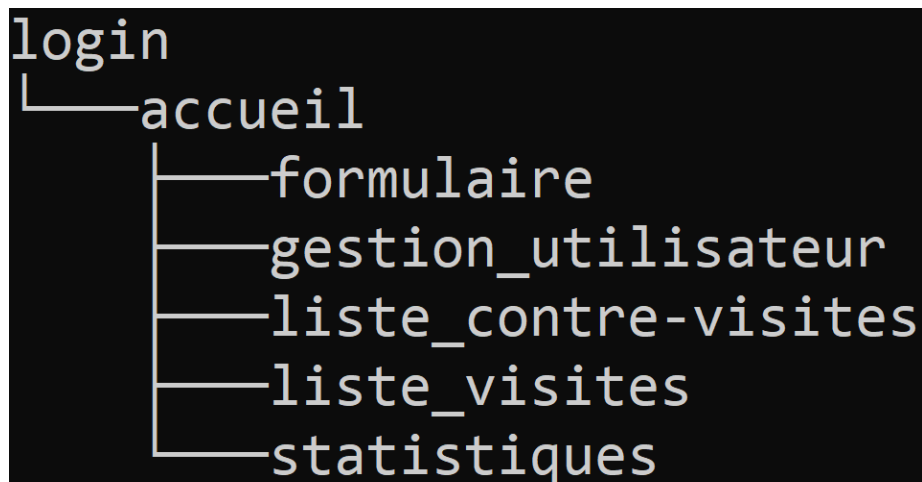 login
└───accueil
    ├───formulaire
    ├───gestion_utilisateur
    ├───liste_contre-visites
    ├───liste_visites
    └───statistiques